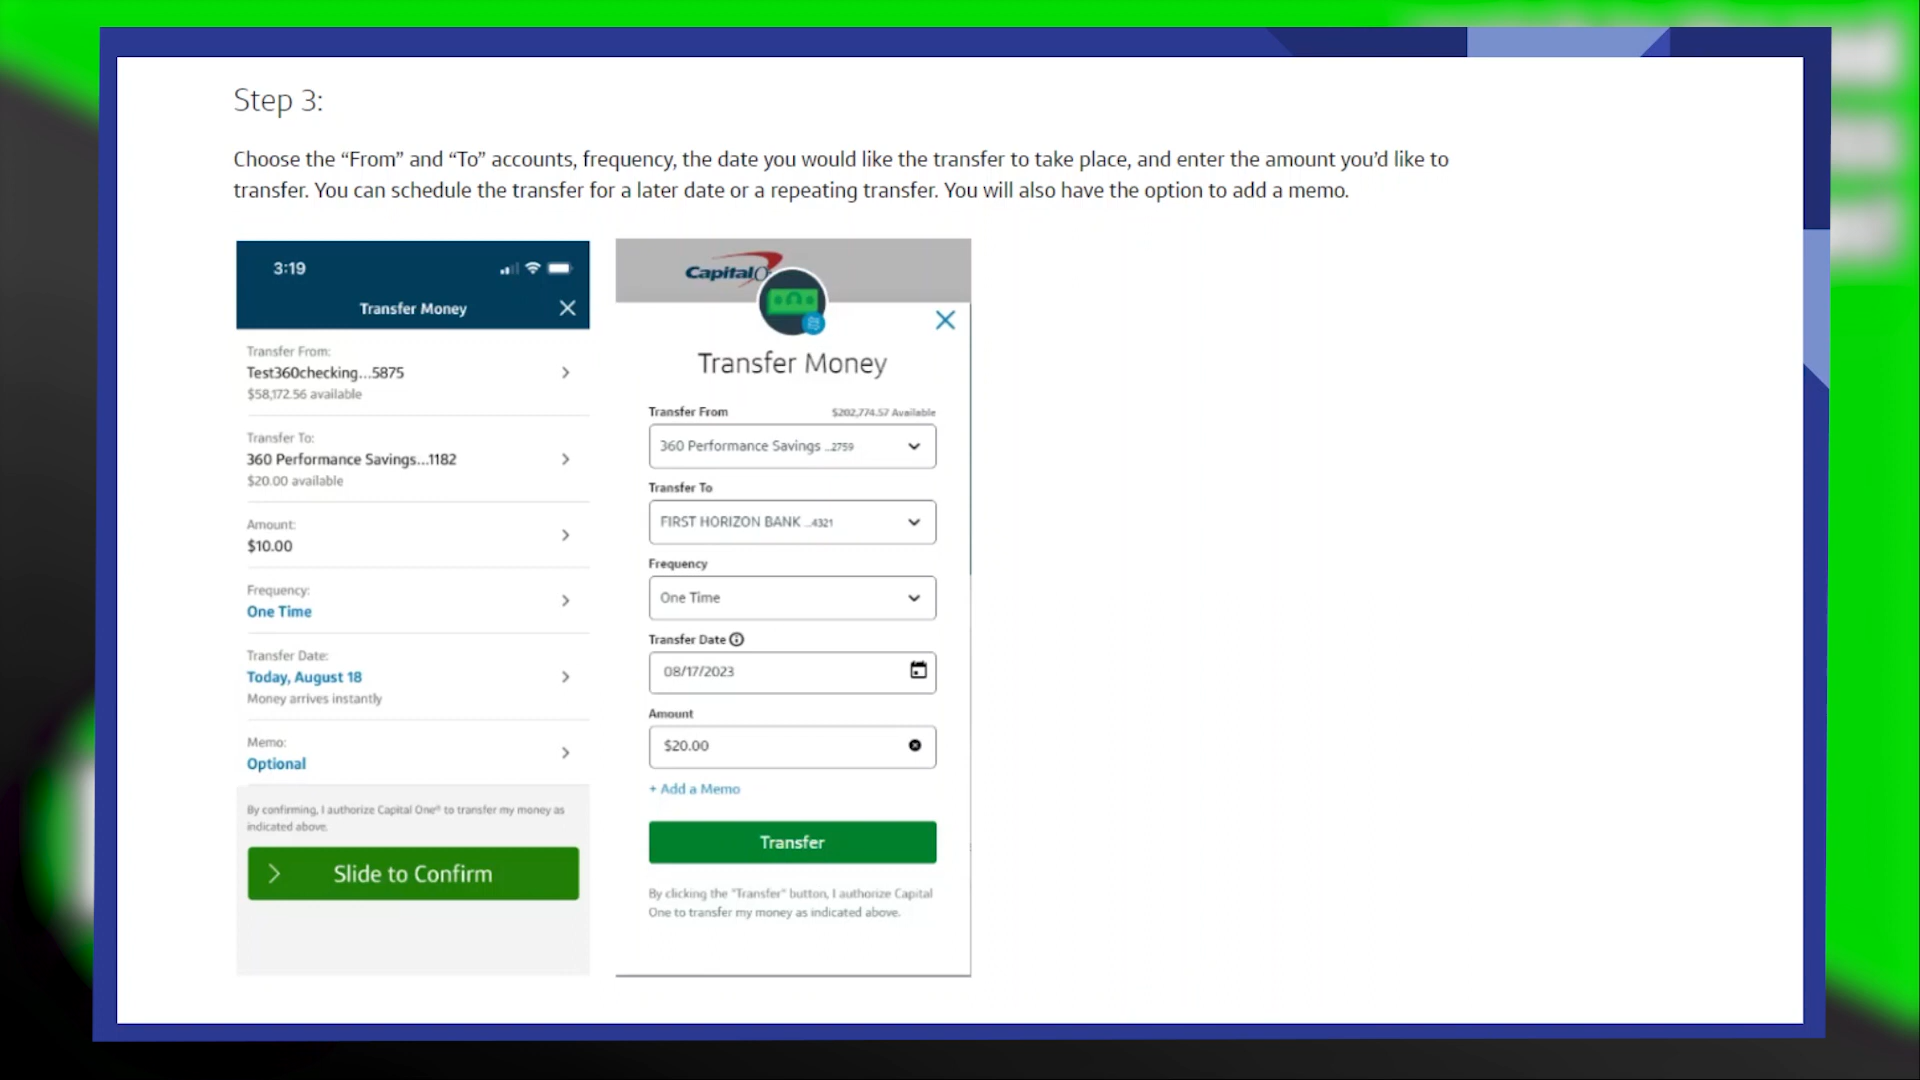 Step 3:
Choose the “From” and “To” accounts, frequency, the date you would like the transfer to take place, and enter the amount you’d like to
transfer. You can schedule the transfer for a later date or a repeating transfer. You will also have the option to add a memo.
3:19
Transfer Money
Transfer From:
Test360checking...5875
$58,172.56 available
Transfer To:
360 Performance Savings...1182
$20.00 available
Amount:
$10.00
Frequency:
One Time
Transfer Date:
Today, August 18
Money arrives instantly
Memo:
Optional
By confirming, I authorize Capital One® to transfer my money as
indicated above.
Slide to Confirm
CapitalO
Transfer Money
Transfer From $202,774.57 Available
360 Performance Savings ...2759
Transfer To
FIRST HORIZON BANK ...4321
Frequency
One Time
Transfer Date
08/17/2023
Amount
$20.00
+ Add a Memo
Transfer
By clicking the "Transfer" button, I authorize Capital
One to transfer my money as indicated above.